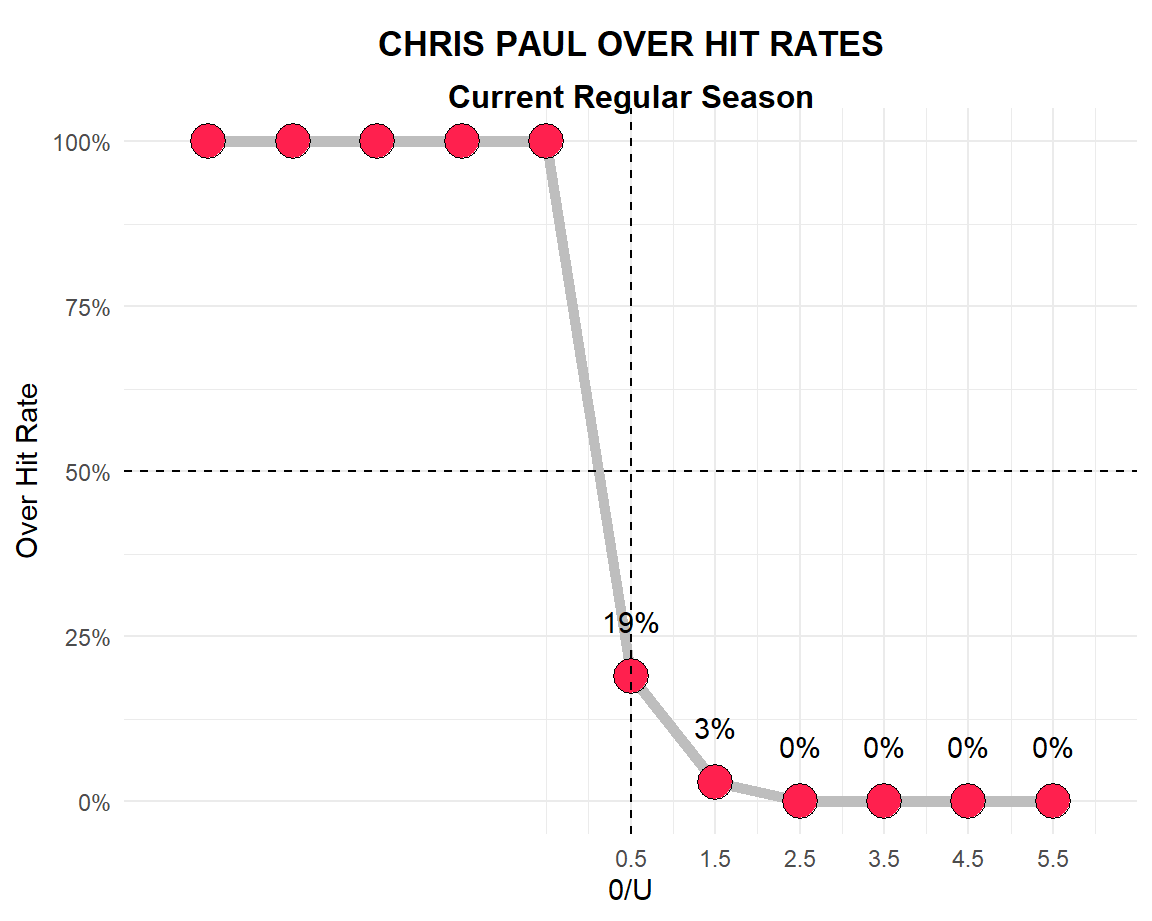 CHRIS PAUL OVER HIT RATES
Current Regular Season
100%
75%
50%
25%
0%
Over Hit Rate
19%
3%
0%
0%
0%
0%
0.5 1.5 2.5 3.5 4.5 5.5
0/U